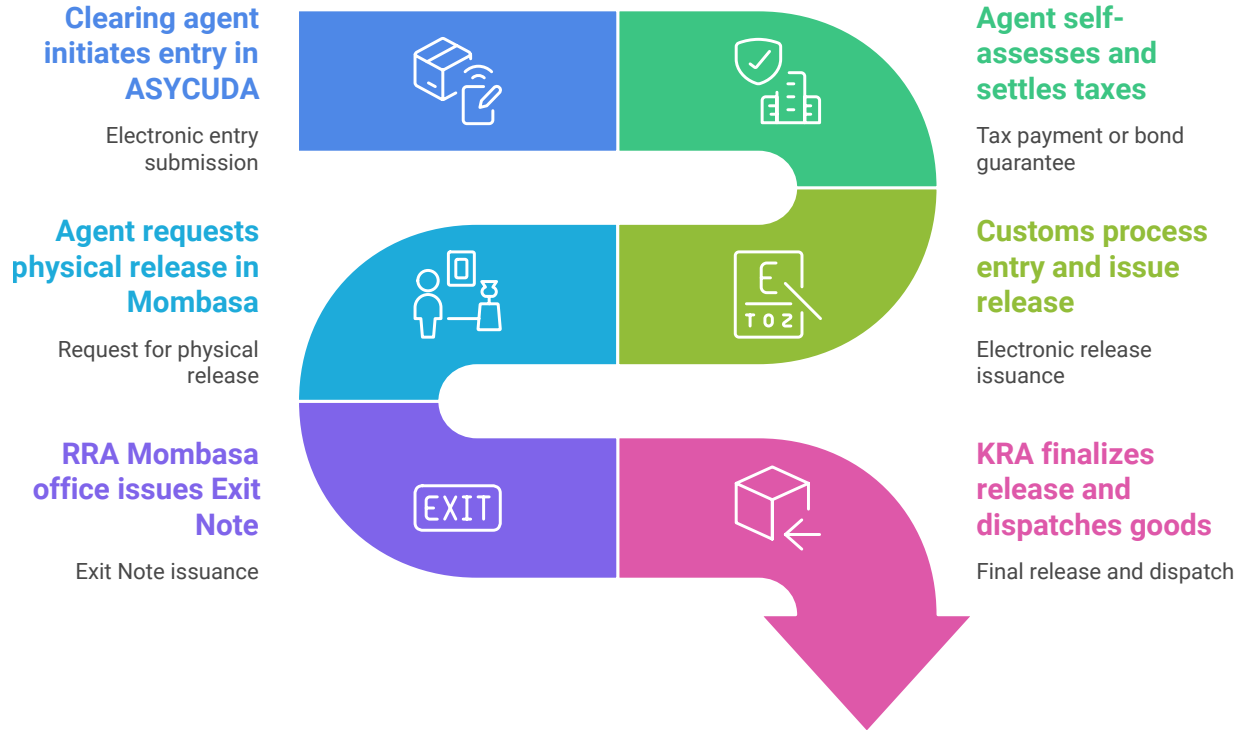 Clearing agent
initiates entry in
ASYCUDA
Electronic entry
submission
Agent self-
assesses and
settles taxes
Tax payment or bond
guarantee
Customs process
entry and issue
release
Electronic release
issuance
E
TO2
Agent requests
physical release in
Mombasa
Request for physical
release
RRA Mombasa
office issues Exit
Note
Exit Note issuance
EXIT
KRA finalizes
release and
dispatches goods
Final release and dispatch